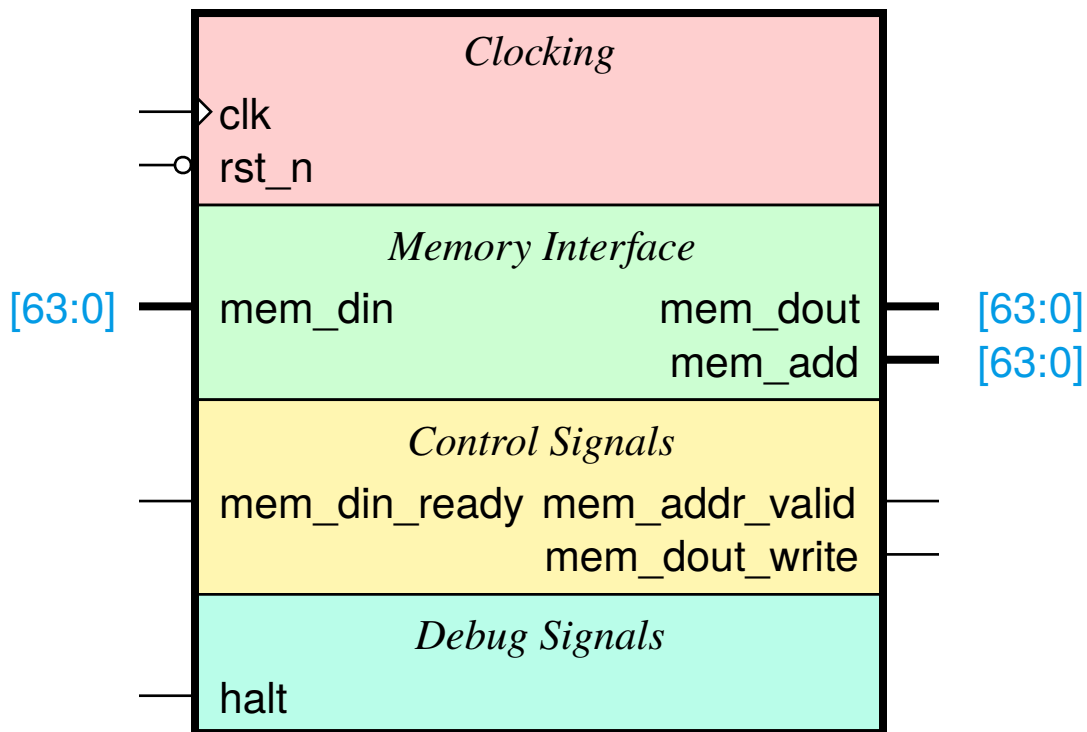 Clocking
clk
rst_n
Memory Interface
[63:0] mem_din mem_dout [63:0]
mem_add [63:0]
Control Signals
mem_din_ready mem_addr_valid
mem_dout_write
Debug Signals
halt